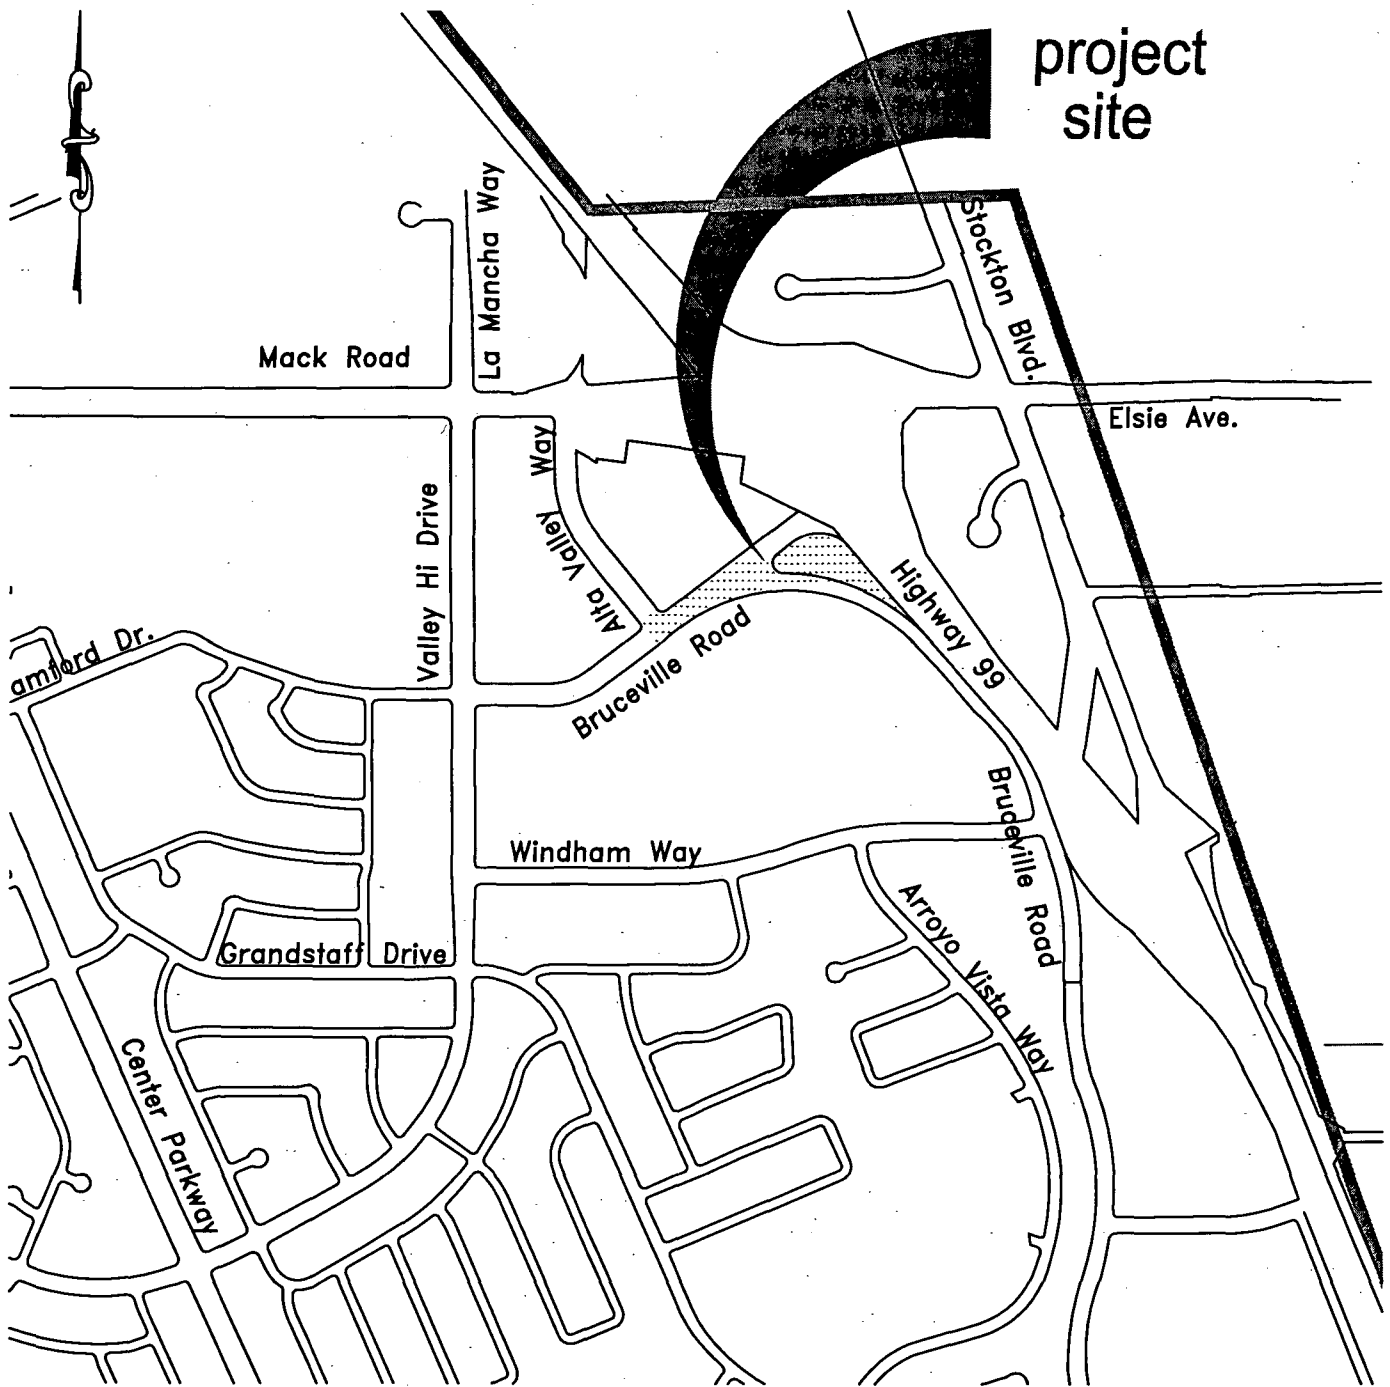 project
site
La Mancha Way
Stockton Blvd.
Mack Road
Elsie Ave.
Alta Valley Way
Valley Hi Drive
Highway 99
amford Dr.
Bruceville Road
Bruceville Road
Windham Way
Arroyo Vista Way
Grandstaff Drive
Center Parkway